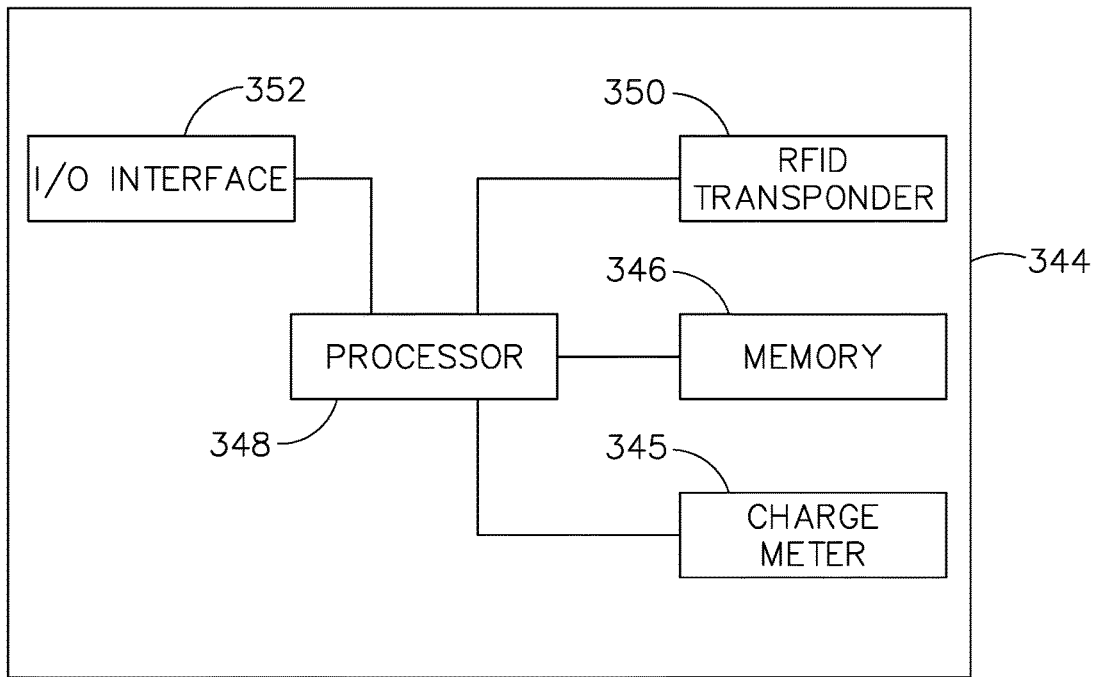 352
350
I/O INTERFACE
RFID
TRANSPONDER
344
346
PROCESSOR
MEMORY
348
345
CHARGE
METER